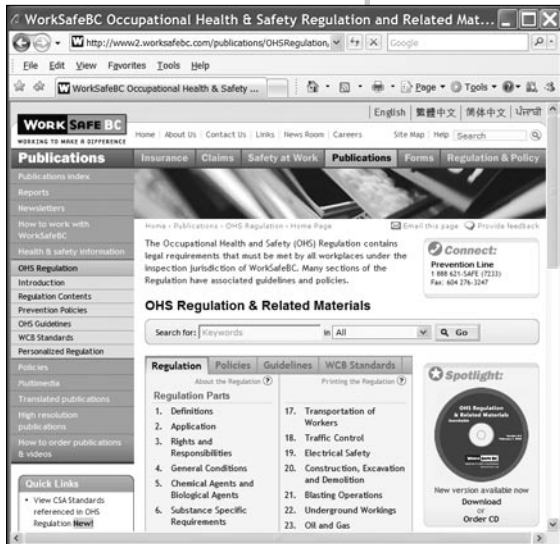 WorkSafeBC Occupational Health & Safety Regulation and Related Mat...
http://www2.worksafebc.com/publications/OHSRegulation,
Google
File Edit View Favorites Tools Help
WorkSafeBC Occupational Health & Safety ...
Page Tools
English 繁體中文 简体中文 ਪੰਜਾਬੀ
WORK SAFE BC
WORKING TO MAKE A DIFFERENCE
Home About Us Contact Us Links News Room Careers
Site Map Help Search
Publications
Insurance Claims Safety at Work Publications Forms Regulation & Policy
Publications index
Reports
Newsletters
How to work with
WorkSafeBC
Health & safety information
OHS Regulation
Introduction
Regulation Contents
Prevention Policies
OHS Guidelines
WCB Standards
Personalized Regulation
Policies
Multimedia
Translated publications
High resolution
publications
How to order publications
& videos
Quick Links
• View CSA Standards
referenced in OHS
Regulation New!
Home > Publications > OHS Regulation > Home Page
Email this page Provide feedback
The Occupational Health and Safety (OHS) Regulation contains
legal requirements that must be met by all workplaces under the
inspection jurisdiction of WorkSafeBC. Many sections of the
Regulation have associated guidelines and policies.
Connect:
Prevention Line
1 888 621-SAFE (7233)
Fax: 604 276-3247
OHS Regulation & Related Materials
Search for: Keywords in All Go
Regulation Policies Guidelines WCB Standards
About the Regulation ? Printing the Regulation ?
Regulation Parts
1. Definitions
2. Application
3. Rights and
Responsibilities
4. General Conditions
5. Chemical Agents and
Biological Agents
6. Substance Specific
Requirements
17. Transportation of
Workers
18. Traffic Control
19. Electrical Safety
20. Construction, Excavation
and Demolition
21. Blasting Operations
22. Underground Workings
23. Oil and Gas
Spotlight:
OHS Regulation
& Related Materials
WORK SAFE BC
New version available now
Download
or
Order CD